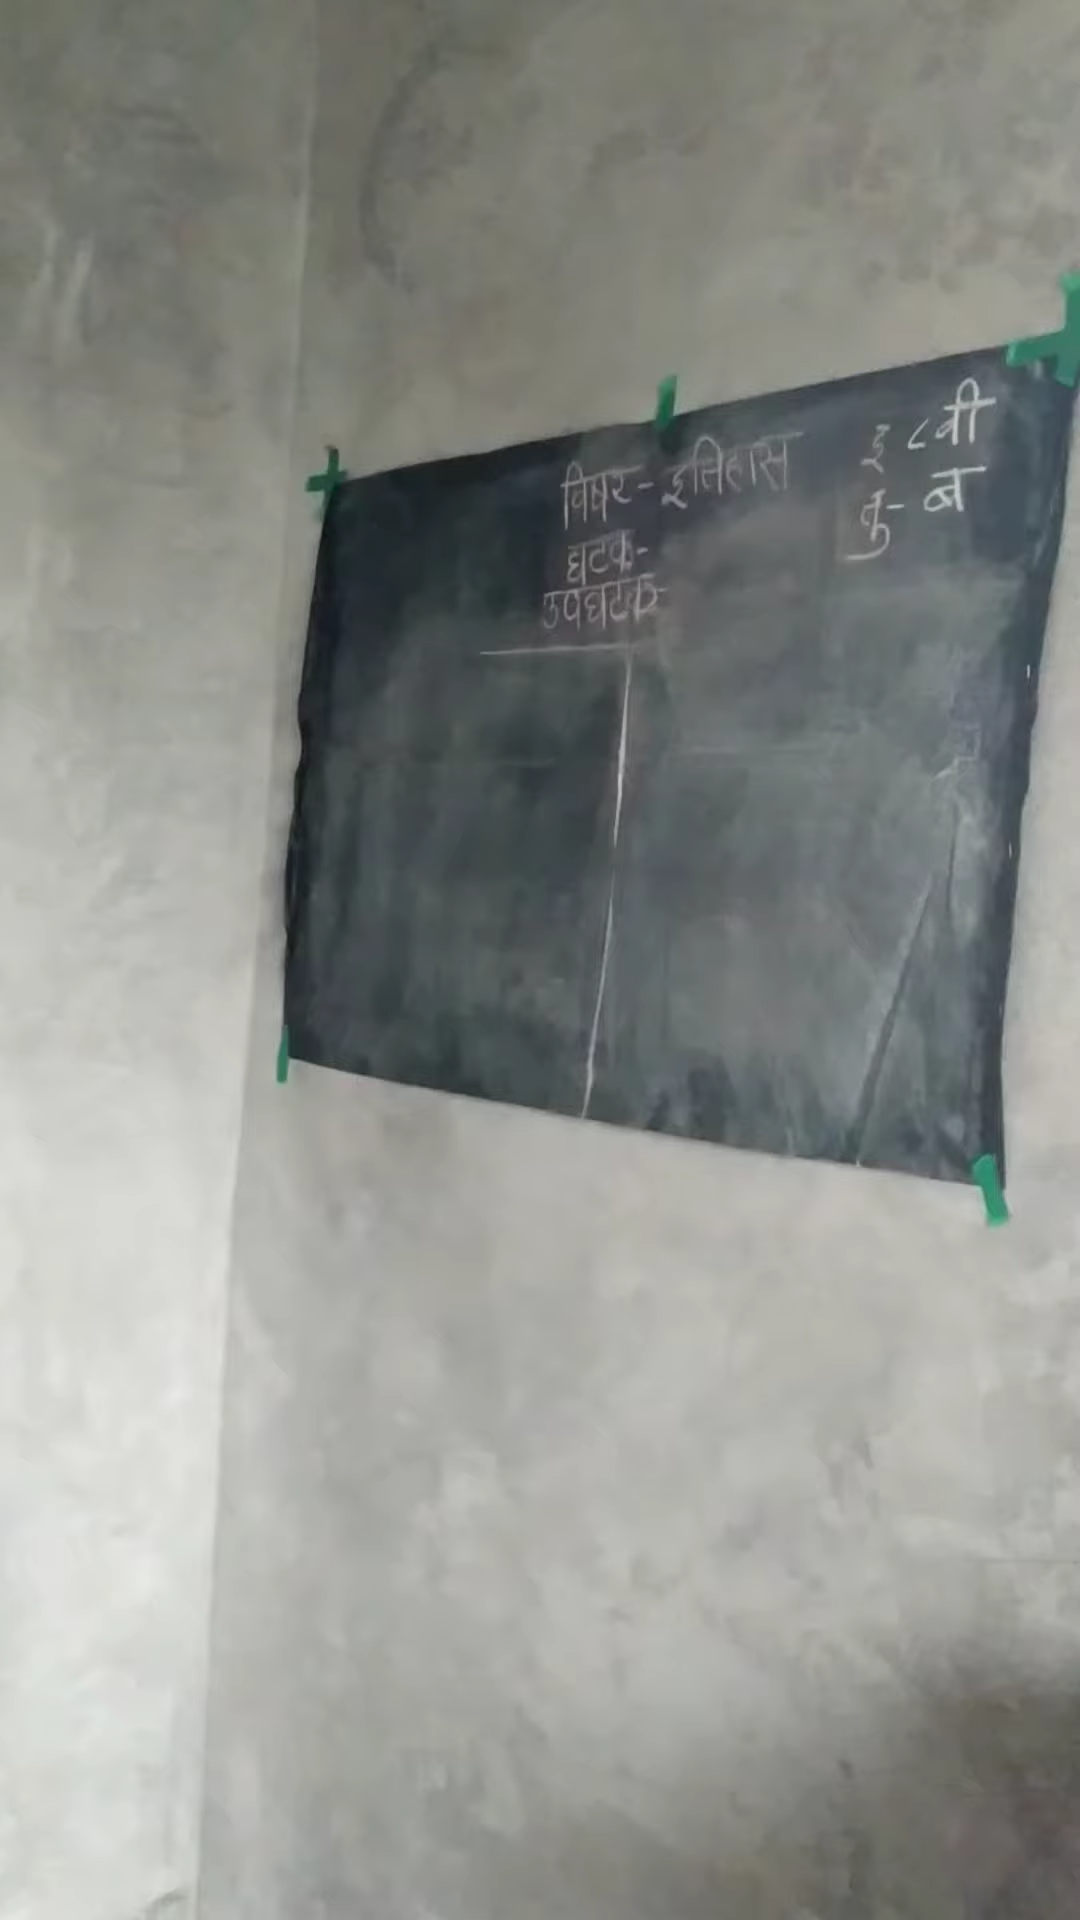 विषय - इतिहास
घटक -
उपघटक -
इ ८वी
तु - ब